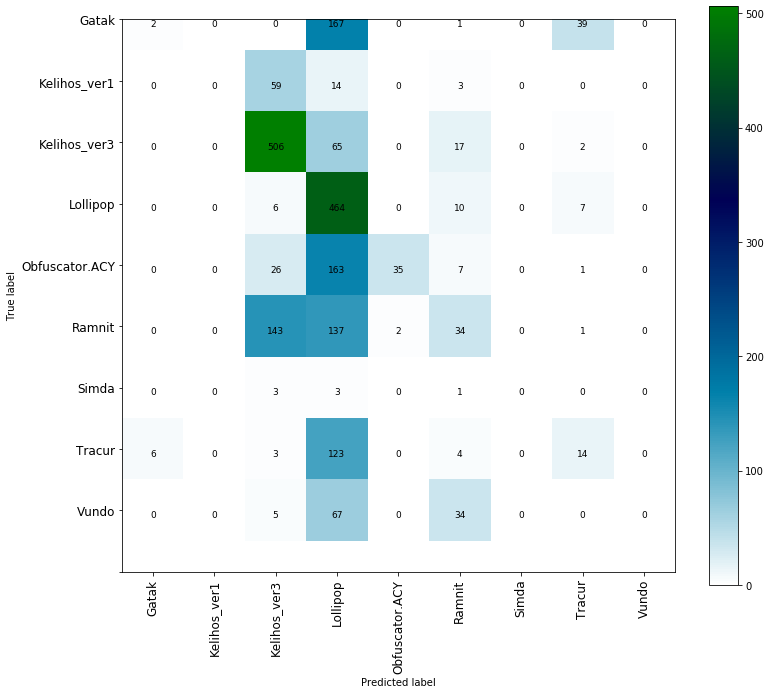 Gatak 2 0 0 167 0 1 0 39 0
Kelihos_ver1 0 0 59 14 0 3 0 0 0
Kelihos_ver3 0 0 506 65 0 17 0 2 0
Lollipop 0 0 6 464 0 10 0 7 0
Obfuscator.ACY 0 0 26 163 35 7 0 1 0
Ramnit 0 0 143 137 2 34 0 1 0
Simda 0 0 3 3 0 1 0 0 0
Tracur 6 0 3 123 0 4 0 14 0
Vundo 0 0 5 67 0 34 0 0 0
True label
Gatak Kelihos_ver1 Kelihos_ver3 Lollipop Obfuscator.ACY Ramnit Simda Tracur Vundo
Predicted label
500
400
300
200
100
0